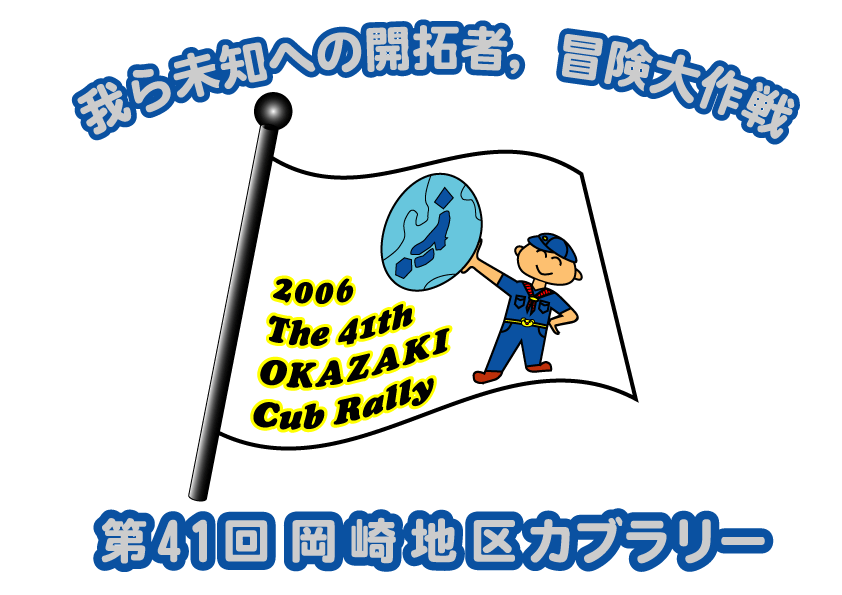 我ら未知への開拓者，冒険大作戦
2006
The 41th
OKAZAKI
Cub Rally
第41回 岡崎地区カブラリー